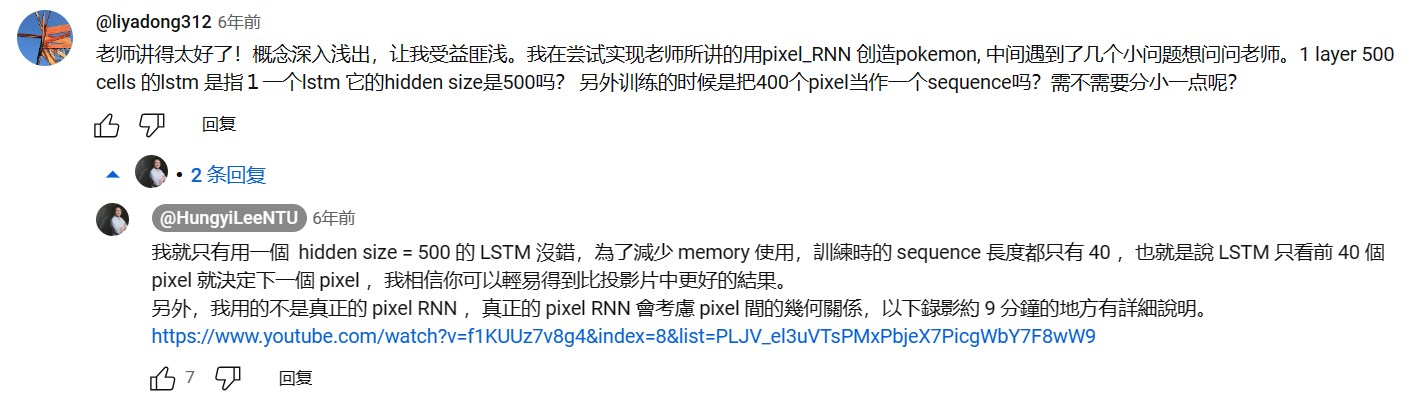 @liyadong312 6年前
老师讲得太好了！概念深入浅出，让我受益匪浅。我在尝试实现老师所讲的用pixel_RNN 创造pokemon, 中间遇到了几个小问题想问问老师。1 layer 500
cells 的lstm 是指１一个lstm 它的hidden size是500吗？ 另外训练的时候是把400个pixel当作一个sequence吗？需不需要分小一点呢？
回复
• 2 条回复
@HungyiLeeNTU 6年前
我就只有用一個 hidden size = 500 的 LSTM 沒錯，為了減少 memory 使用，訓練時的 sequence 長度都只有 40 ，也就是說 LSTM 只看前 40 個
pixel 就決定下一個 pixel ，我相信你可以輕易得到比投影片中更好的結果。
另外，我用的不是真正的 pixel RNN ，真正的 pixel RNN 會考慮 pixel 間的幾何關係，以下錄影約 9 分鐘的地方有詳細說明。
https://www.youtube.com/watch?v=f1KUUz7v8g4&index=8&list=PLJV_el3uVTsPMxPbjeX7PicgWbY7F8wW9
7 回复